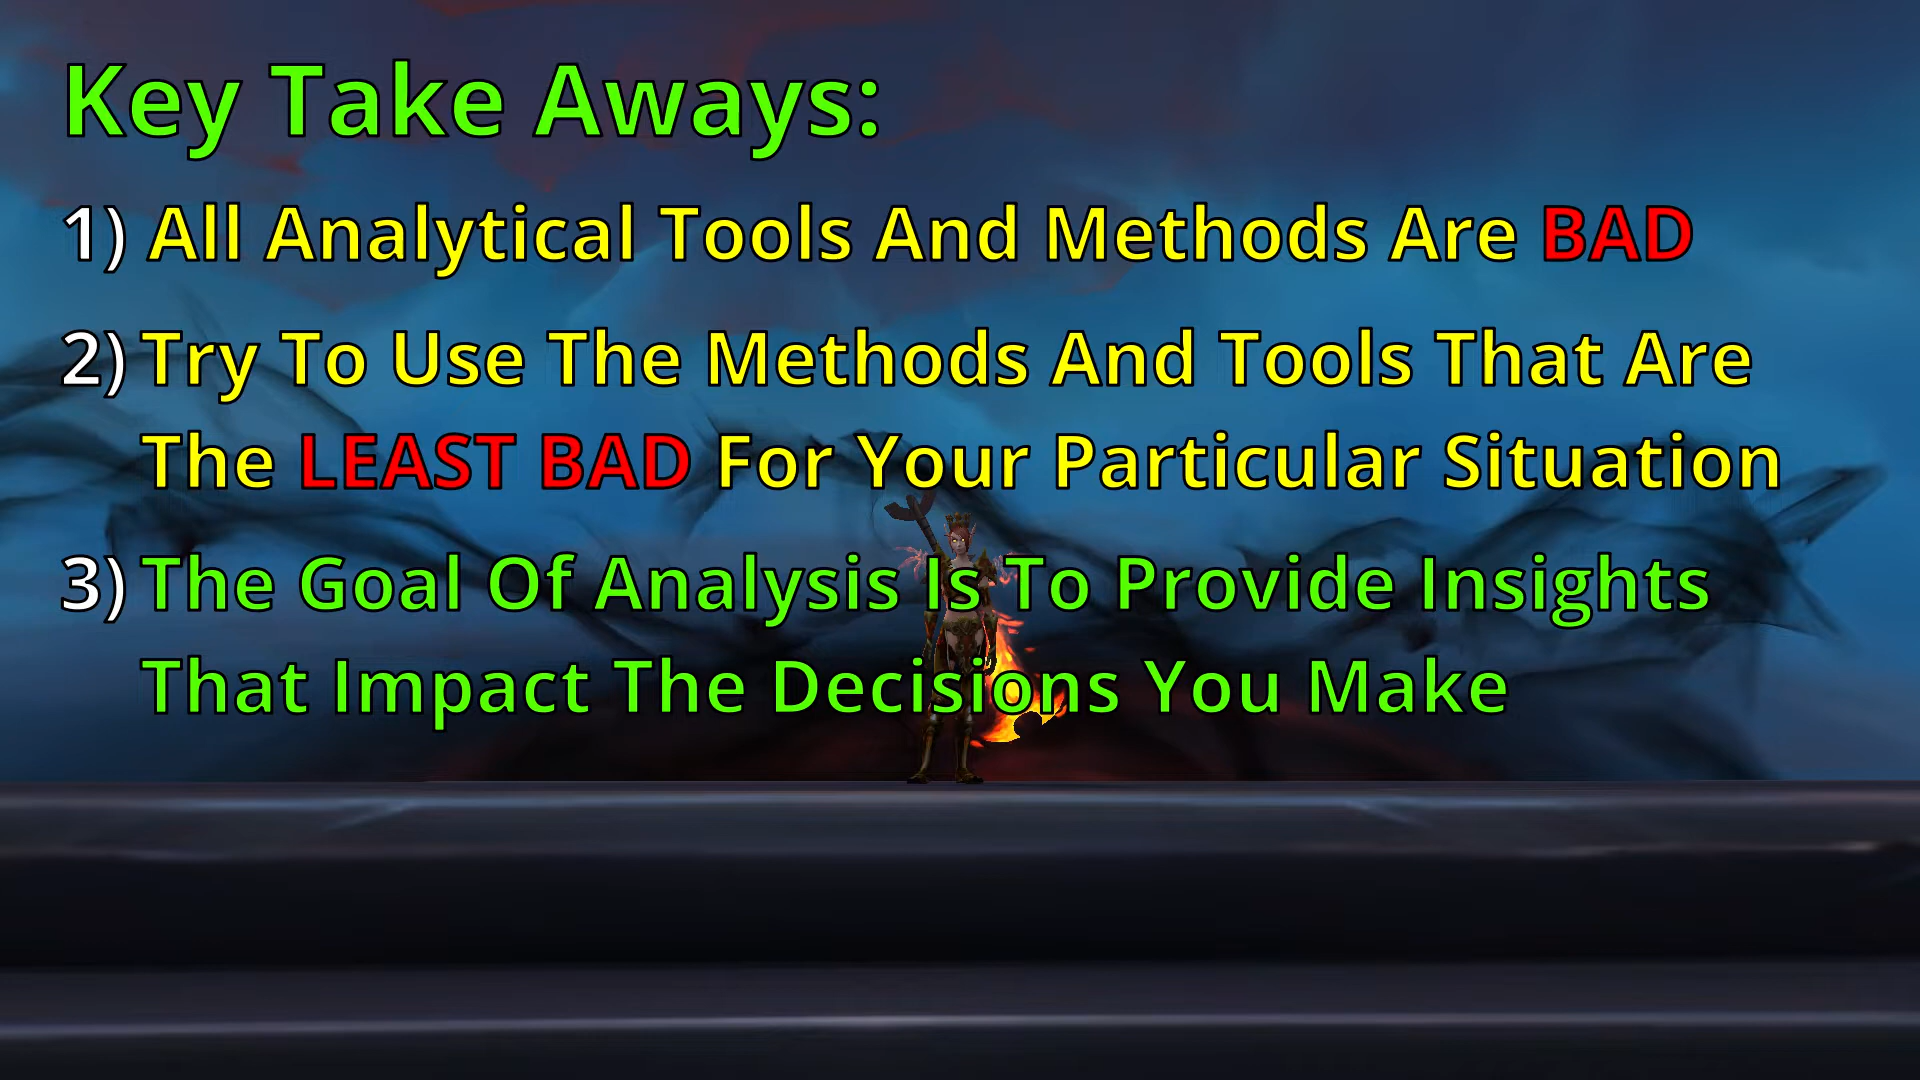 Key Take Aways:
1) All Analytical Tools And Methods Are BAD
2) Try To Use The Methods And Tools That Are
The LEAST BAD For Your Particular Situation
3) The Goal Of Analysis Is To Provide Insights
That Impact The Decisions You Make